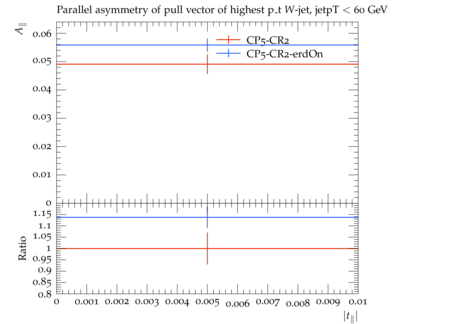 Parallel asymmetry of pull vector of highest p_t W-jet, jetpT < 60 GeV
A∥
0.06
CP5-CR2
CP5-CR2-erdOn
0.05
0.04
0.03
0.02
0.01
0
1.15
1.1
1.05
1
0.95
0.9
0.85
0.8
Ratio
0 0.001 0.002 0.003 0.004 0.005 0.006 0.007 0.008 0.009 0.01
|t∥|